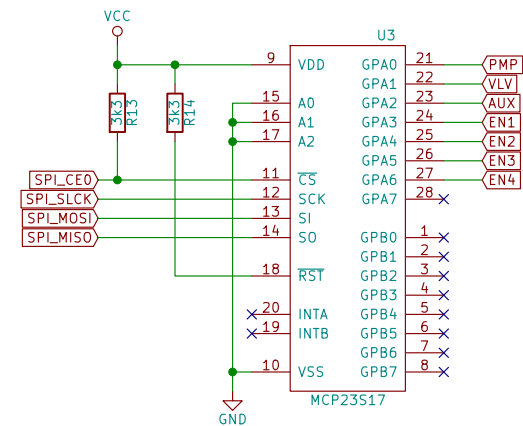 VCC
U3
9 VDD GPA0 21 PMP
GPA1 22 VLV
3k3 R13 3k3 R14
15 A0 GPA2 23 AUX
16 A1 GPA3 24 EN1
17 A2 GPA4 25 EN2
GPA5 26 EN3
SPI_CE0 11 CS GPA6 27 EN4
SPI_SLCK 12 SCK GPA7 28
SPI_MOSI 13 SI
SPI_MISO 14 SO GPB0 1
GPB1 2
18 RST GPB2 3
GPB3 4
20 INTA GPB4 5
19 INTB GPB5 6
GPB6 7
10 VSS GPB7 8
MCP23S17
GND